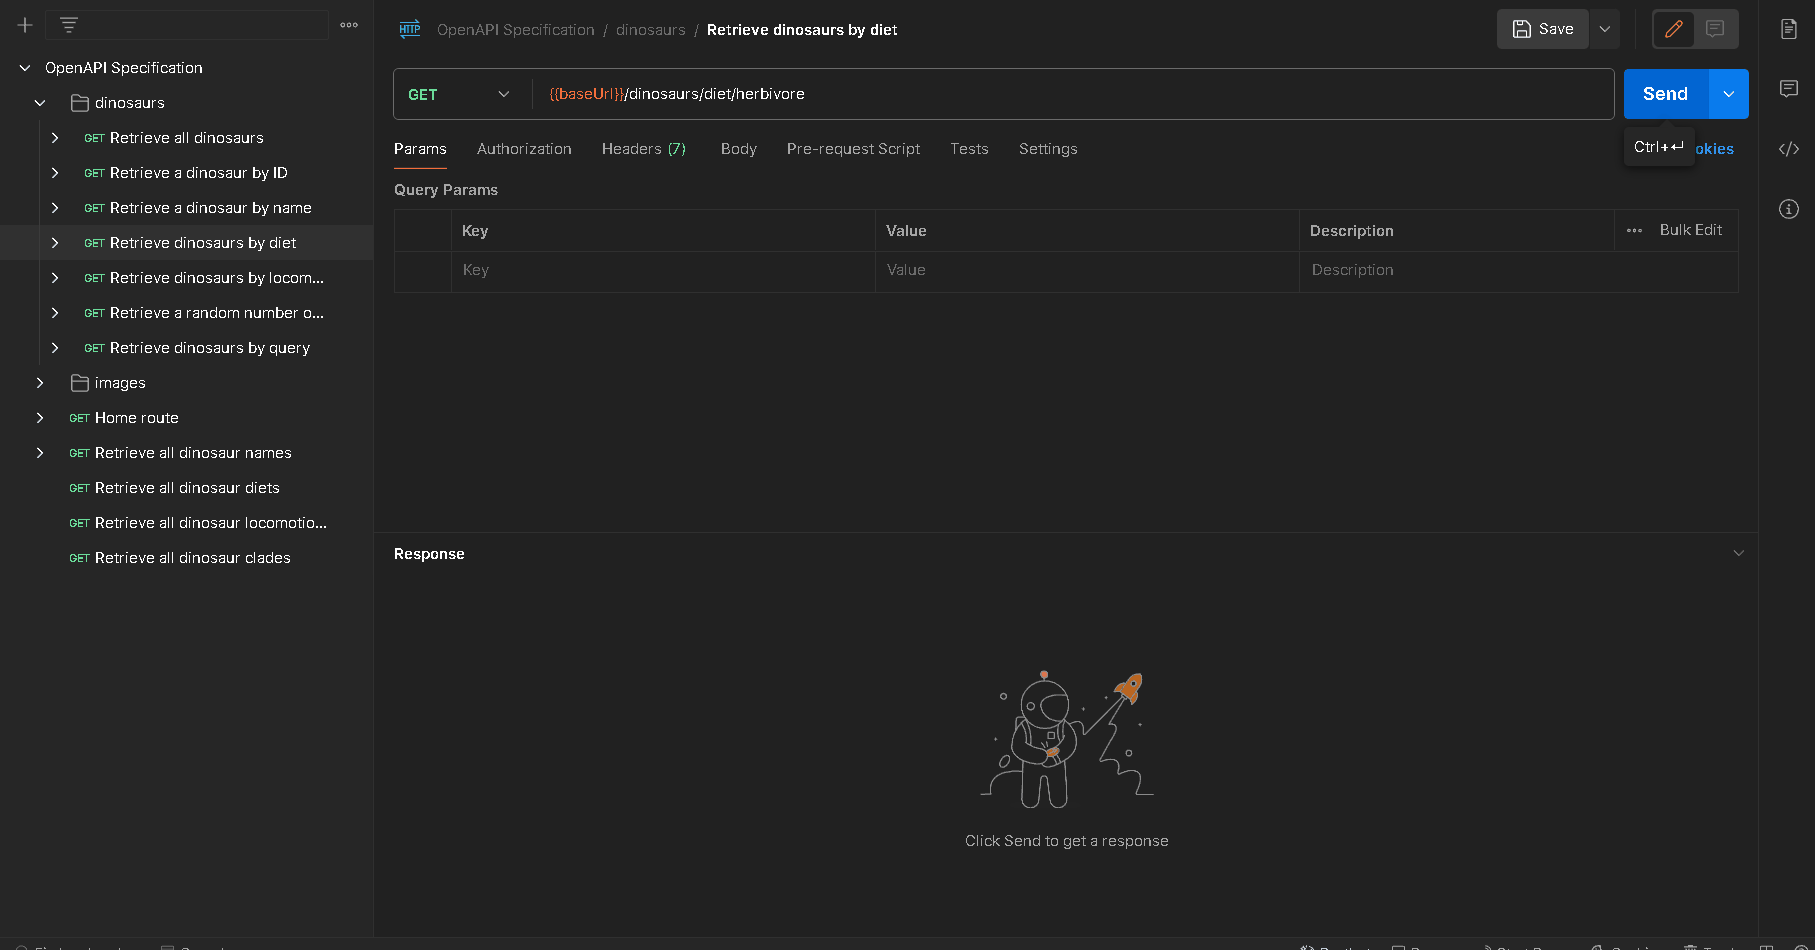 OpenAPI Specification / dinosaurs / Retrieve dinosaurs by diet
Save
OpenAPI Specification
dinosaurs
GET Retrieve all dinosaurs
GET Retrieve a dinosaur by ID
GET Retrieve a dinosaur by name
GET Retrieve dinosaurs by diet
GET Retrieve dinosaurs by locom...
GET Retrieve a random number o...
GET Retrieve dinosaurs by query
images
GET Home route
GET Retrieve all dinosaur names
GET Retrieve all dinosaur diets
GET Retrieve all dinosaur locomotio...
GET Retrieve all dinosaur clades
HTTP
GET {{baseUrl}}/dinosaurs/diet/herbivore
Send
Ctrl+↵
Params Authorization Headers (7) Body Pre-request Script Tests Settings okies
Query Params
Key Value Description Bulk Edit
Key Value Description
Response
Click Send to get a response